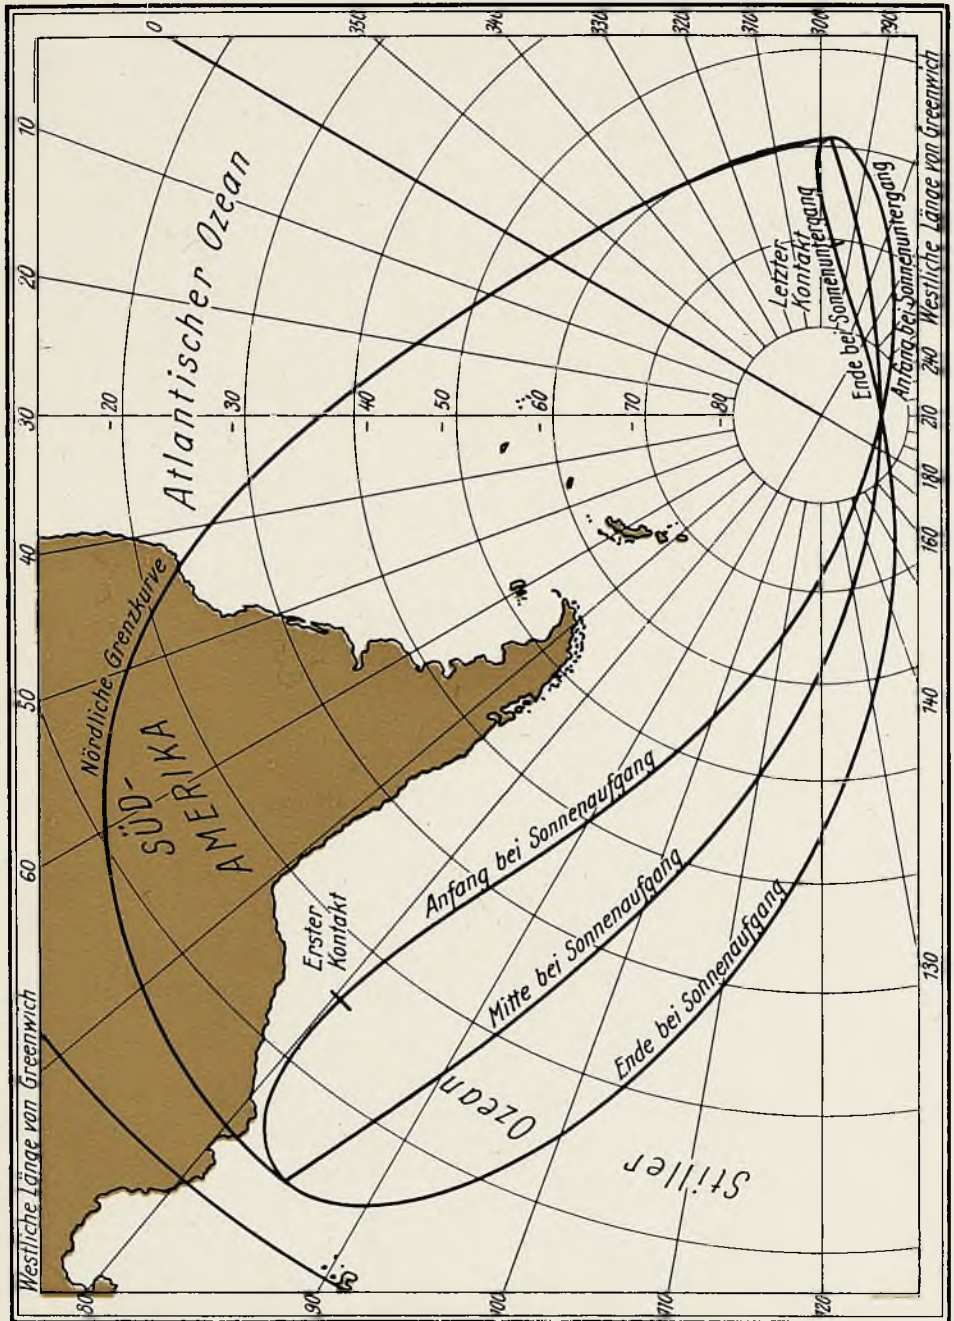 0
350
340
330
320
310
300
290
10
20
30
40
50
60
Westliche Länge von Greenwich
80
90
100
110
120
Westliche Länge von Greenwich
240
210
180
160
140
130
- 20
- 30
- 40
- 50
- 60
- 70
- 80
Atlantischer Ozean
Nördliche Grenzkurve
SÜD-
AMERIKA
Letzter
Kontakt
Ende bei Sonnenuntergang
Anfang bei Sonnenuntergang
Erster
Kontakt
Anfang bei Sonnenaufgang
Mitte bei Sonnenaufgang
Ende bei Sonnenaufgang
Stiller
Ozean